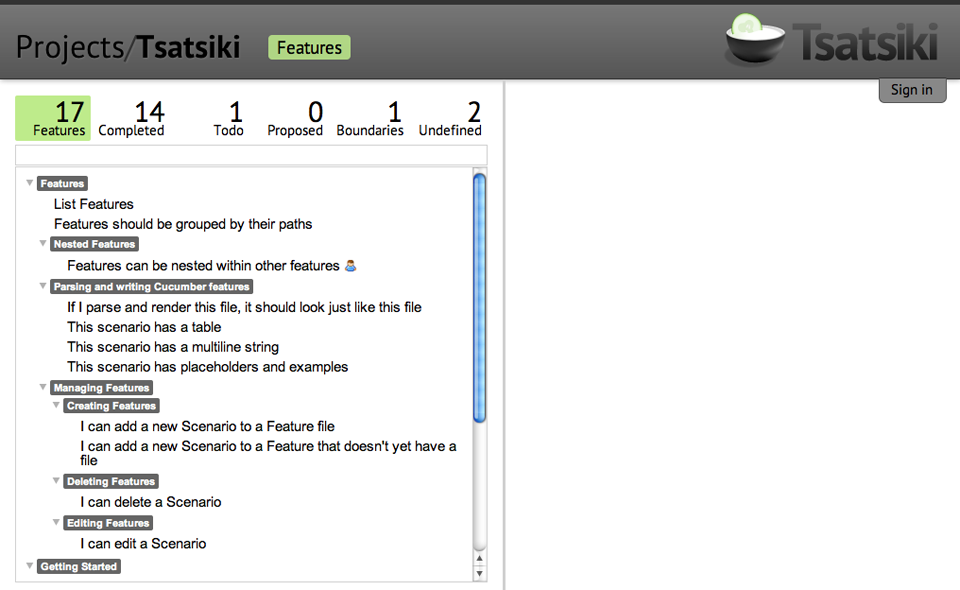 Projects/Tsatsiki Features
Tsatsiki
Sign in
17 14 1 0 1 2
Features Completed Todo Proposed Boundaries Undefined
Features
List Features
Features should be grouped by their paths
Nested Features
Features can be nested within other features
Parsing and writing Cucumber features
If I parse and render this file, it should look just like this file
This scenario has a table
This scenario has a multiline string
This scenario has placeholders and examples
Managing Features
Creating Features
I can add a new Scenario to a Feature file
I can add a new Scenario to a Feature that doesn't yet have a
file
Deleting Features
I can delete a Scenario
Editing Features
I can edit a Scenario
Getting Started